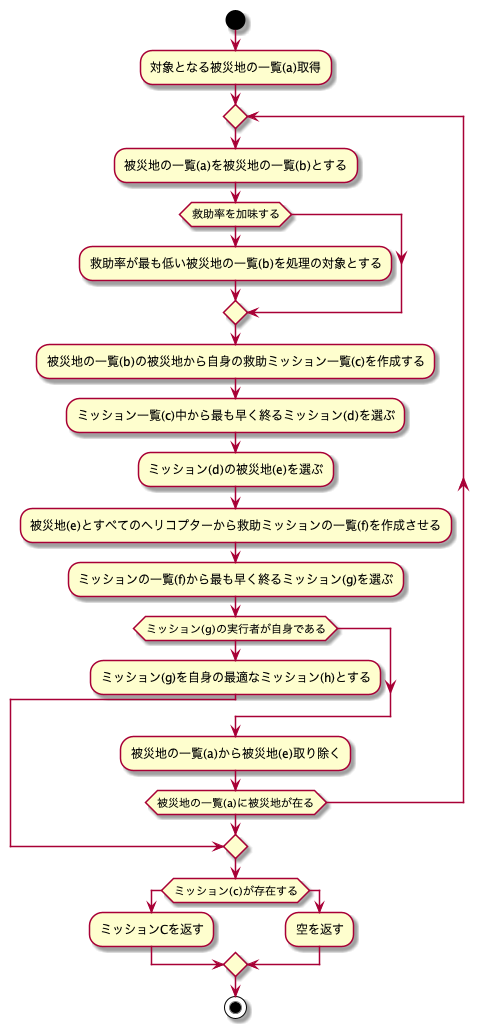 対象となる被災地の一覧(a)取得
被災地の一覧(a)を被災地の一覧(b)とする
救助率を加味する
救助率が最も低い被災地の一覧(b)を処理の対象とする
被災地の一覧(b)の被災地から自身の救助ミッション一覧(c)を作成する
ミッション一覧(c)中から最も早く終るミッション(d)を選ぶ
ミッション(d)の被災地(e)を選ぶ
被災地(e)とすべてのヘリコプターから救助ミッションの一覧(f)を作成させる
ミッションの一覧(f)から最も早く終るミッション(g)を選ぶ
ミッション(g)の実行者が自身である
ミッション(g)を自身の最適なミッション(h)とする
被災地の一覧(a)から被災地(e)取り除く
被災地の一覧(a)に被災地が在る
ミッション(c)が存在する
ミッションCを返す
空を返す